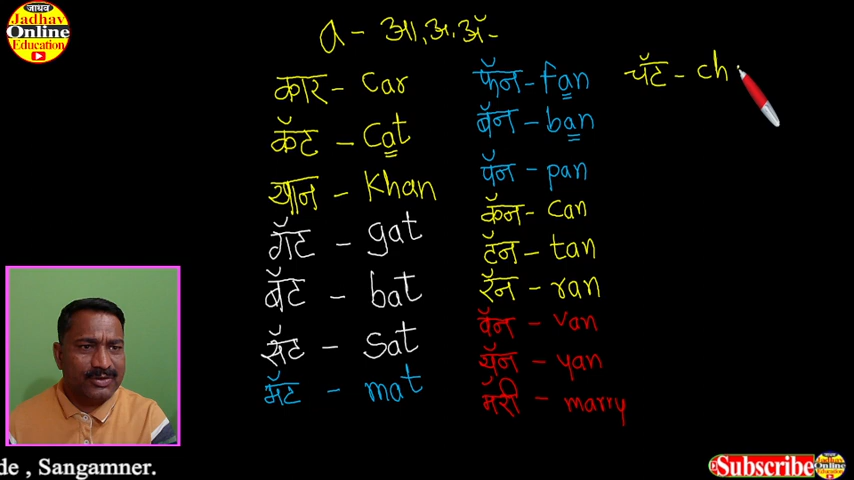 जाधव
Jadhav
Online
Education
a - आ, अ, ॲ -
कार - Car
कॅट - Cat
खान - Khan
गॅट - gat
बॅट - bat
सॅट - Sat
मॅट - mat
फॅन - fan
बॅन - ban
पॅन - pan
कॅन - can
टॅन - tan
रॅन - ran
वॅन - van
यॅन - yan
मॅरी - marry
चॅट - ch
de , Sangamner.
Subscribe